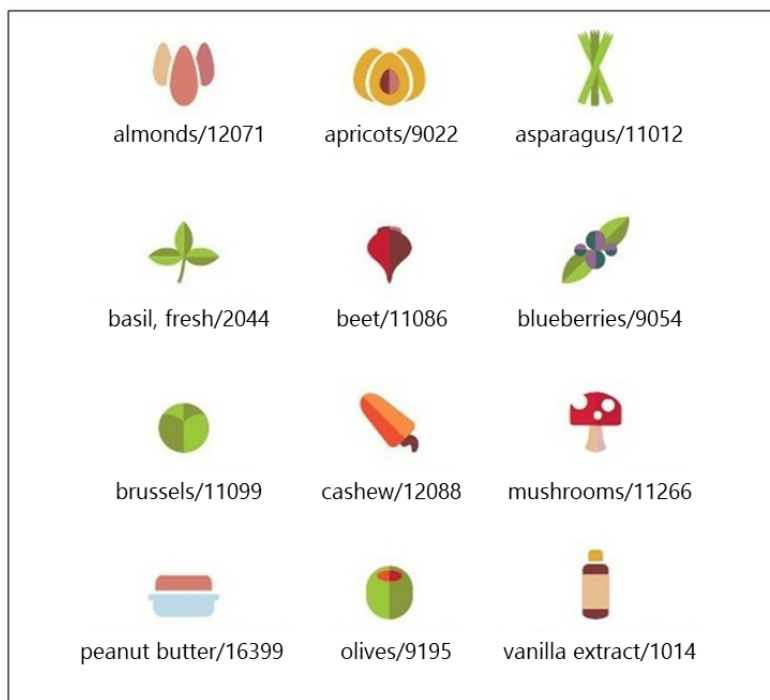 almonds/12071
apricots/9022
asparagus/11012
basil, fresh/2044
beet/11086
blueberries/9054
brussels/11099
cashew/12088
mushrooms/11266
peanut butter/16399
olives/9195
vanilla extract/1014